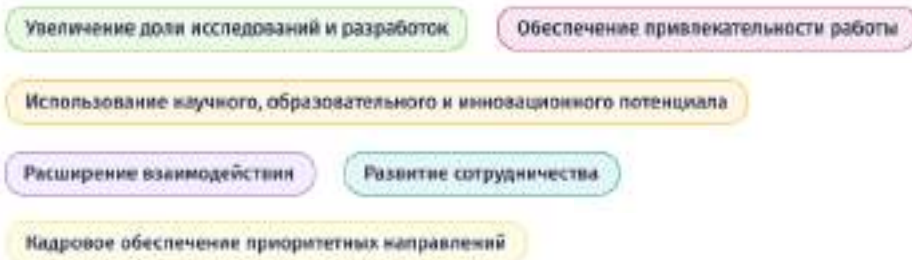 Увеличение доли исследований и разработок
Обеспечение привлекательности работы
Использование научного, образовательного и инновационного потенциала
Расширение взаимодействия
Развитие сотрудничества
Кадровое обеспечение приоритетных направлений